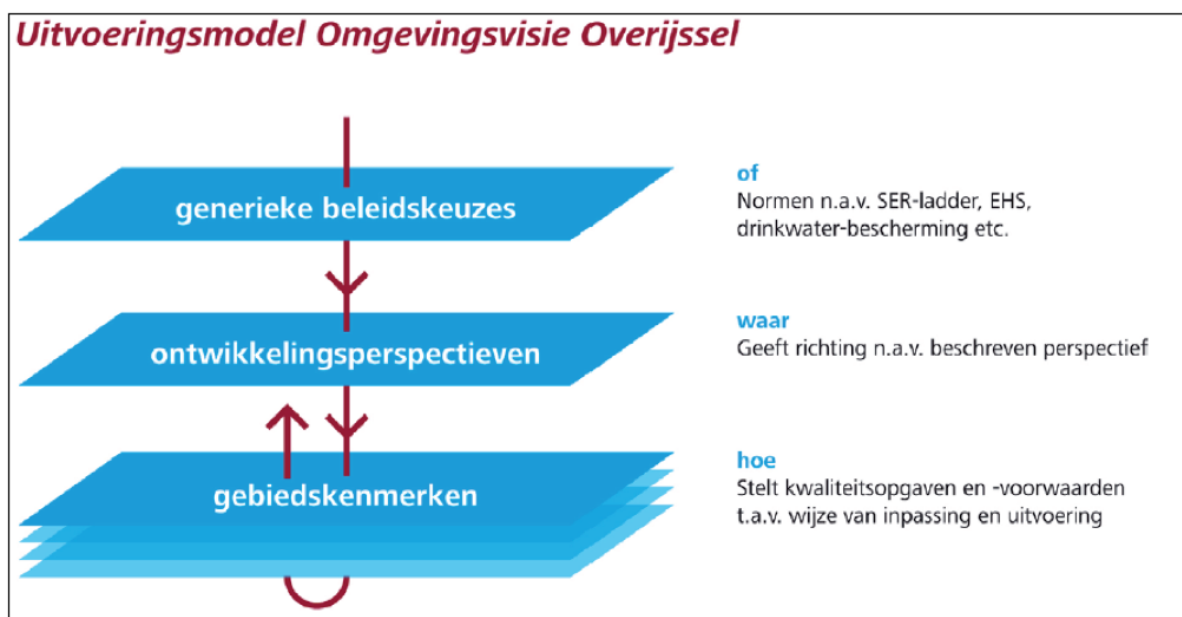 Uitvoeringsmodel Omgevingsvisie Overijssel
generieke beleidskeuzes
of
Normen n.a.v. SER-ladder, EHS,
drinkwater-bescherming etc.
ontwikkelingsperspectieven
waar
Geeft richting n.a.v. beschreven perspectief
gebiedskenmerken
hoe
Stelt kwaliteitsopgaven en -voorwaarden
t.a.v. wijze van inpassing en uitvoering